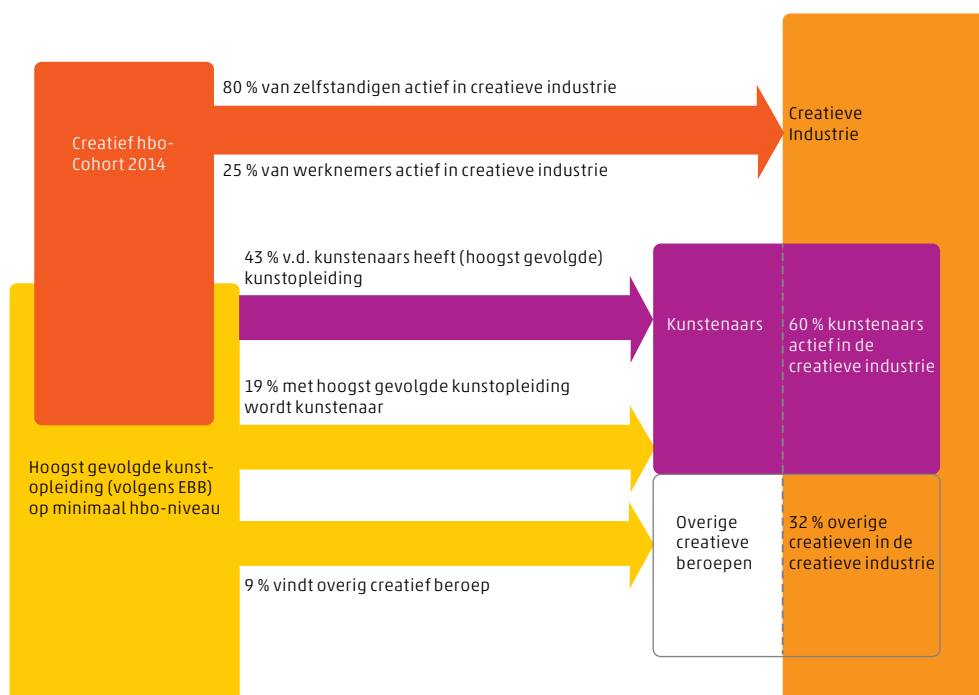 80 % van zelfstandigen actief in creatieve industrie
Creatief hbo-
Cohort 2014
Creatieve
Industrie
25 % van werknemers actief in creatieve industrie
43 % v.d. kunstenaars heeft (hoogst gevolgde)
kunstopleiding
Kunstenaars
60 % kunstenaars
actief in de
creatieve industrie
19 % met hoogst gevolgde kunstopleiding
wordt kunstenaar
Hoogst gevolgde kunst-
opleiding (volgens EBB)
op minimaal hbo-niveau
Overige
creatieve
beroepen
32 % overige
creatieven in de
creatieve industrie
9 % vindt overig creatief beroep